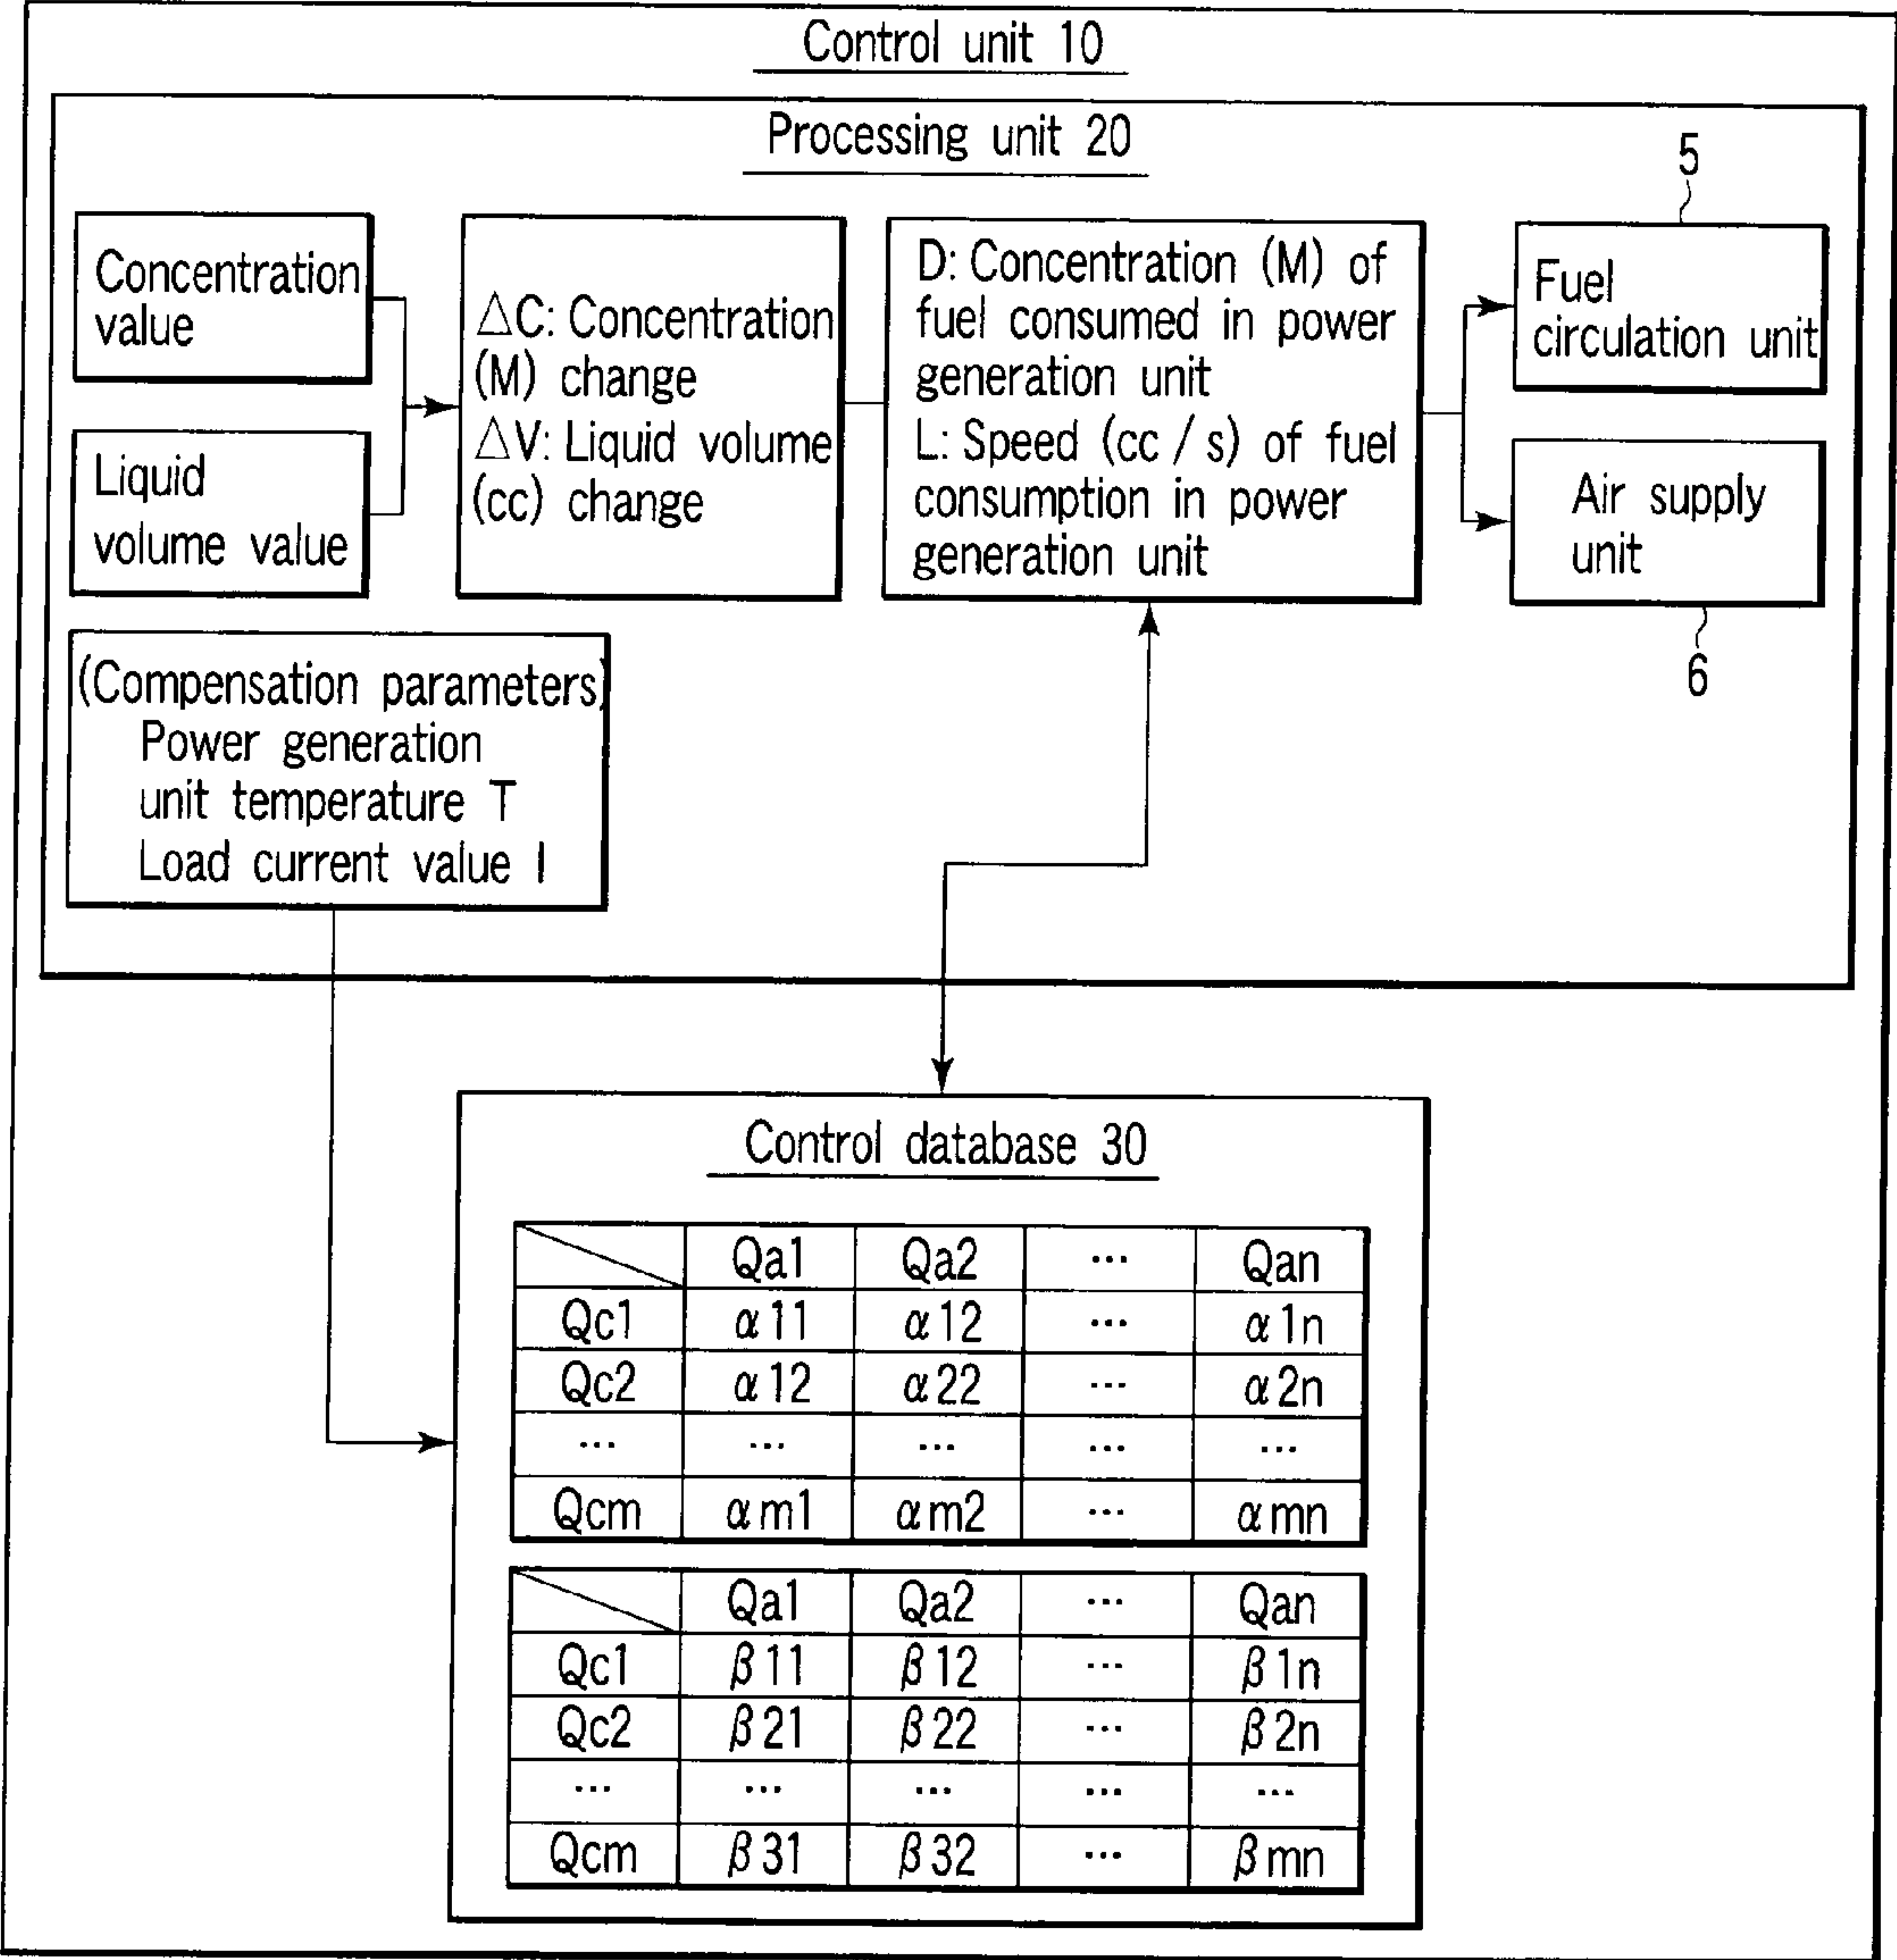 Control unit 10
Processing unit 20
Concentration
value
Liquid
volume value
△C: Concentration
(M) change
△V: Liquid volume
(cc) change
D: Concentration (M) of
fuel consumed in power
generation unit
L: Speed (cc / s) of fuel
consumption in power
generation unit
5
Fuel
circulation unit
Air supply
unit
6
(Compensation parameters)
Power generation
unit temperature T
Load current value I
Control database 30
Qa1 Qa2 ... Qan
Qc1 α11 α12 ... α1n
Qc2 α12 α22 ... α2n
... ... ... ... ...
Qcm αm1 αm2 ... αmn
Qa1 Qa2 ... Qan
Qc1 β11 β12 ... β1n
Qc2 β21 β22 ... β2n
... ... ... ... ...
Qcm β31 β32 ... βmn